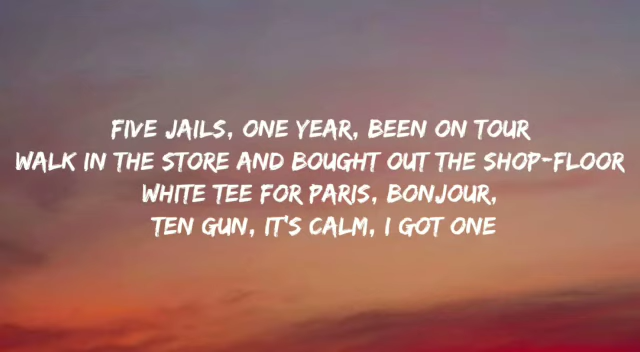 FIVE JAILS, ONE YEAR, BEEN ON TOUR
WALK IN THE STORE AND BOUGHT OUT THE SHOP-FLOOR
WHITE TEE FOR PARIS, BONJOUR,
TEN GUN, IT'S CALM, I GOT ONE